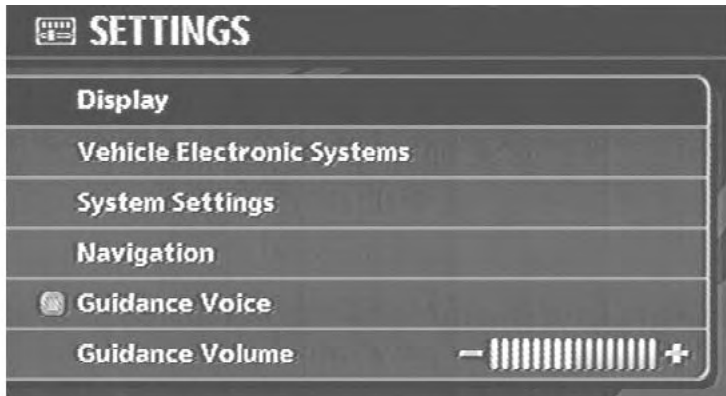 SETTINGS
Display
Vehicle Electronic Systems
System Settings
Navigation
Guidance Voice
Guidance Volume - +